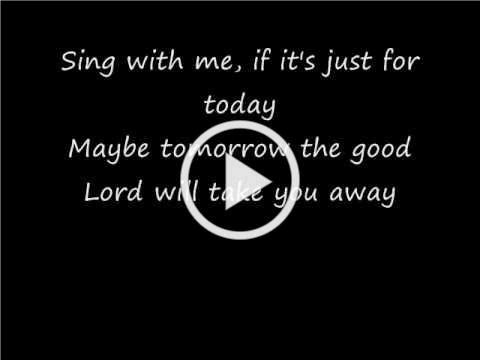 Sing with me, if it's just for
today
Maybe tomorrow the good
Lord will take you away